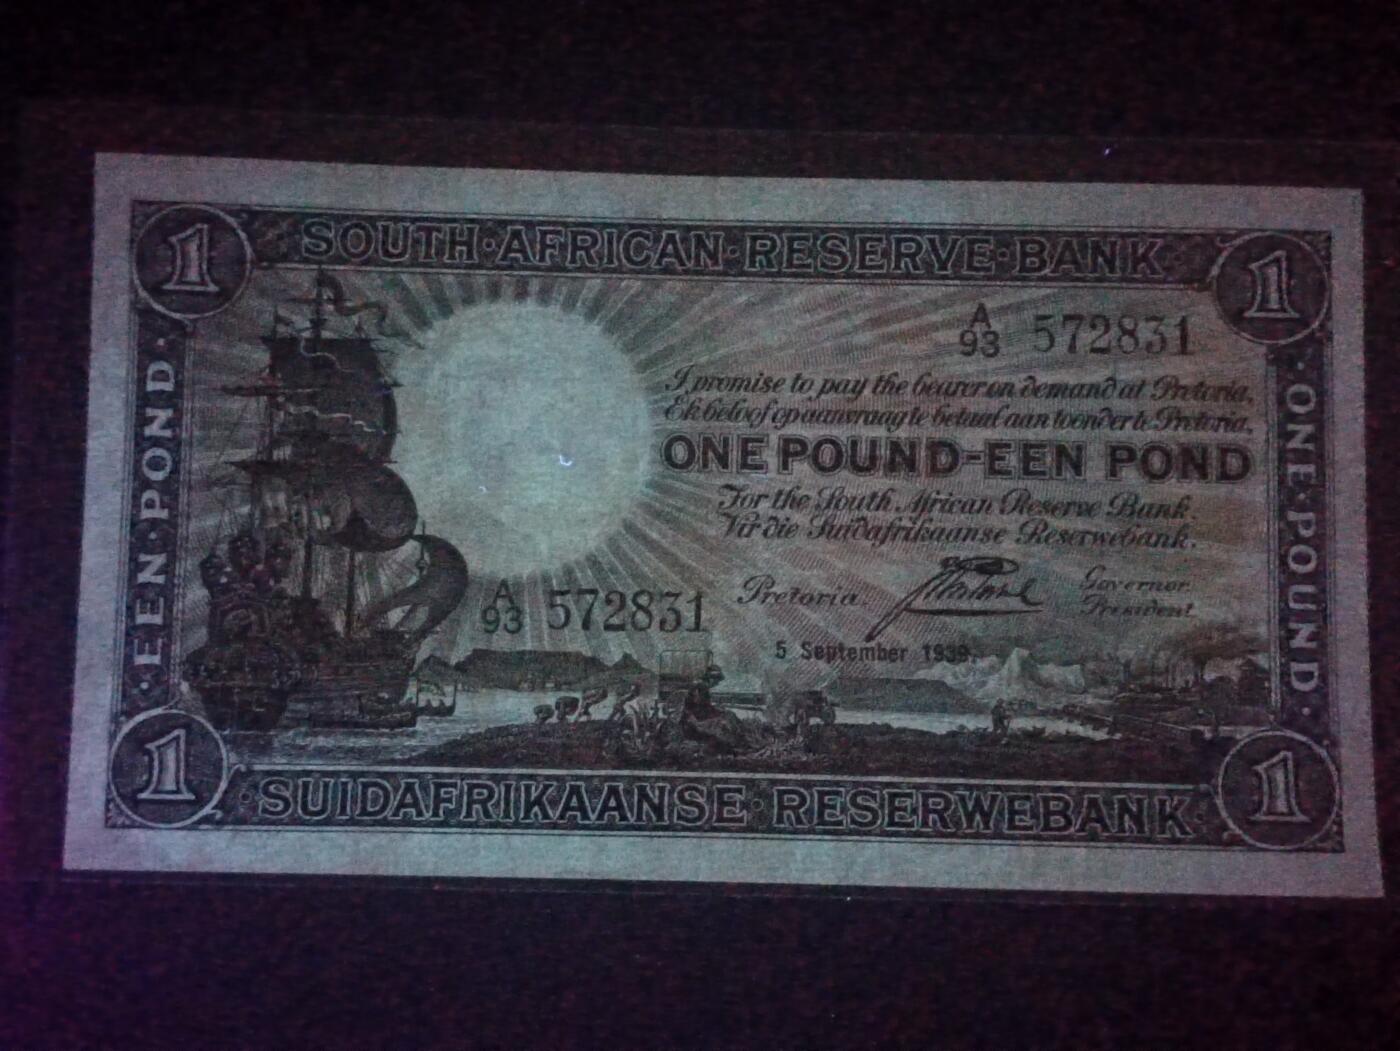 1
SOUTH·AFRICAN·RESERVE·BANK
1
A/93 572831
I promise to pay the bearer on demand at Pretoria,
Ek beloof op aanvraag te betaal aan toonder te Pretoria,
ONE POUND-EEN POND
For the South African Reserve Bank.
Vir die Suidafrikaanse Reserwebank.
A/93 572831
Pretoria.
Governor
President
5 September 1939.
·EEN·POND·
·ONE·POUND·
1
·SUIDAFRIKAANSE·RESERWEBANK·
1